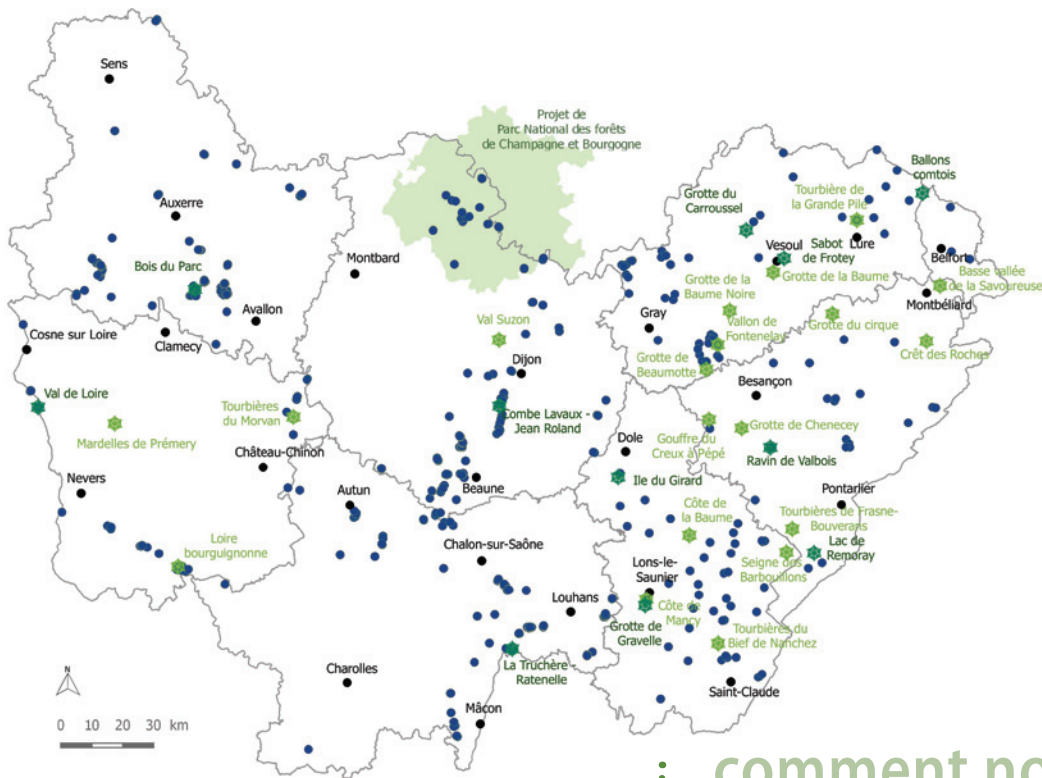 Sens
Projet de
Parc National des forêts
de Champagne et Bourgogne
Auxerre
Bois du Parc
Montbard
Avallon
Cosne sur Loire
Clamecy
Val de Loire
Mardelles de Prémery
Tourbières
du Morvan
Château-Chinon
Nevers
Loire
bourguignonne
Val Suzon
Dijon
Combe Lavaux -
Jean Roland
Beaune
Autun
Chalon-sur-Saône
Louhans
Charolles
La Truchère -
Ratenelle
Mâcon
Grotte du
Carroussel
Tourbière de
la Grande Pile
Ballons
comtois
Vesoul
Sabot
de Frotey
Lure
Belfort
Grotte de la Baume
Basse vallée
de la Savoureuse
Montbéliard
Grotte de la
Baume Noire
Gray
Vallon de
Fontenelay
Grotte du cirque
Crêt des Roches
Grotte de
Beaumotte
Besançon
Dole
Gouffre du
Creux à Pépé
Grotte de Chenecey
Ravin de Valbois
Ile du Girard
Pontarlier
Côte de
la Baume
Tourbières de Frasne-
Bouverans
Lac de
Remoray
Seigne des
Barbouillons
Lons-le-
Saunier
Côte de
Mancy
Grotte de
Gravelle
Tourbières du
Bief de Nanchez
Saint-Claude
N
0 10 20 30 km
: comment no